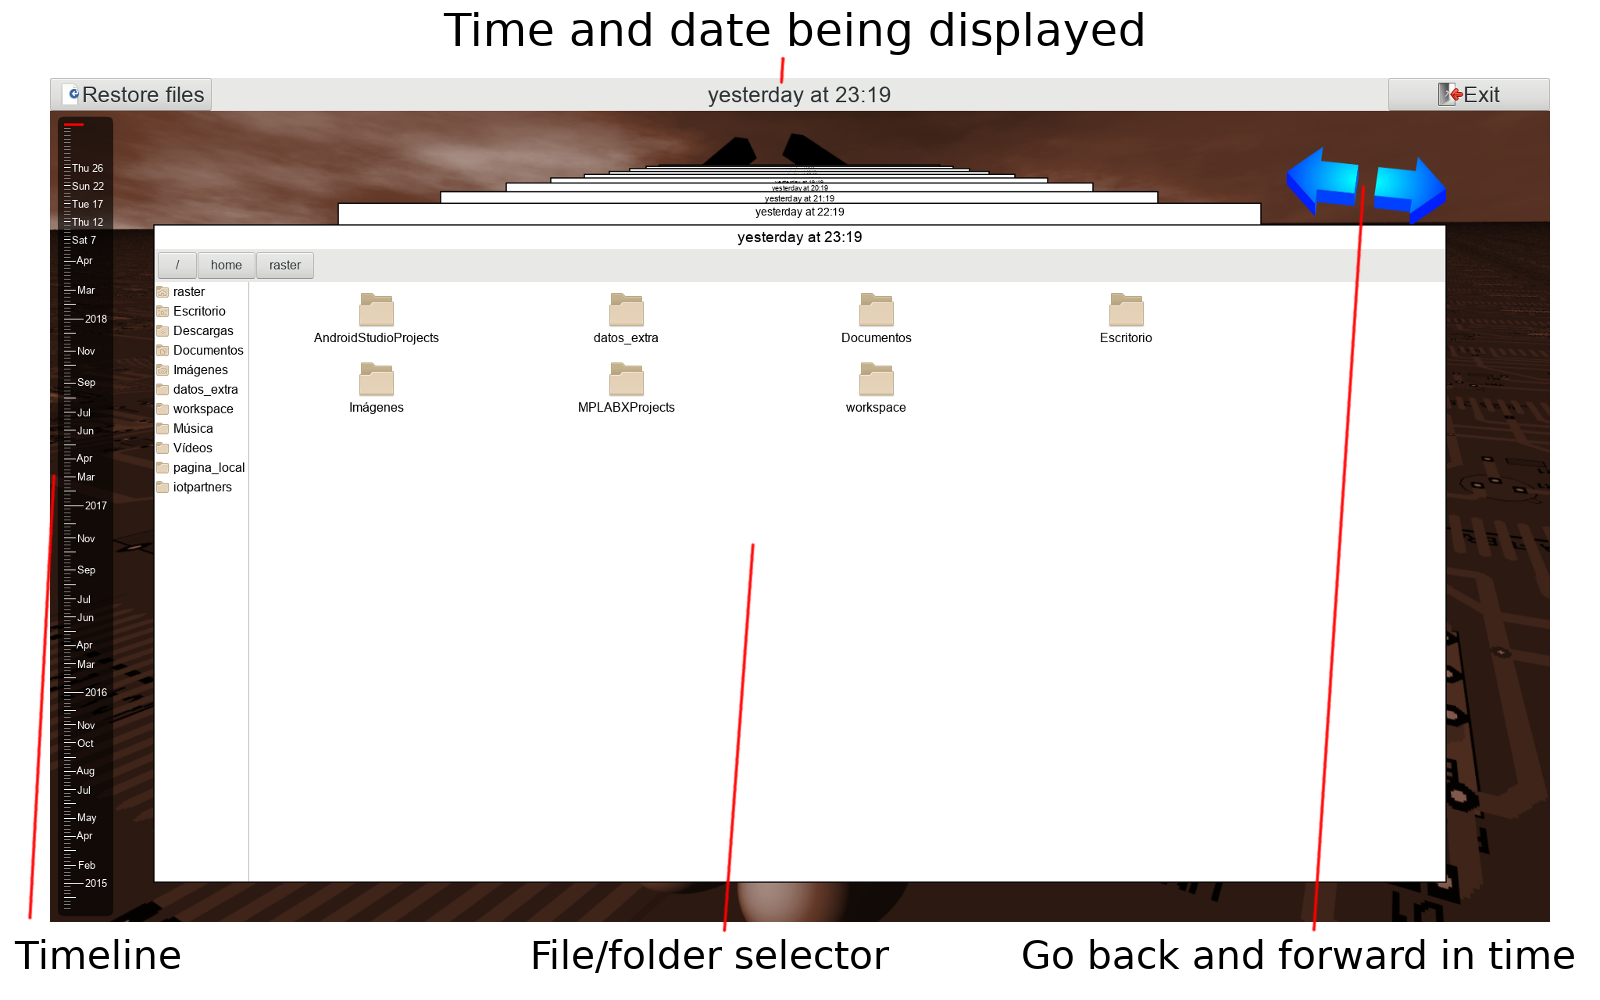 Time and date being displayed
Restore files
yesterday at 23:19
Exit
Thu 26
Sun 22
Tue 17
Thu 12
Sat 7
Apr
Mar
2018
Nov
Sep
Jul
Jun
Apr
Mar
2017
Nov
Sep
Jul
Jun
Apr
Mar
2016
Nov
Oct
Aug
Jul
May
Apr
Feb
2015
yesterday at 20:19
yesterday at 21:19
yesterday at 22:19
yesterday at 23:19
/ home raster
raster
Escritorio
Descargas
Documentos
Imágenes
datos_extra
workspace
Música
Vídeos
pagina_local
iotpartners
AndroidStudioProjects datos_extra Documentos Escritorio
Imágenes MPLABXProjects workspace
Timeline
File/folder selector
Go back and forward in time